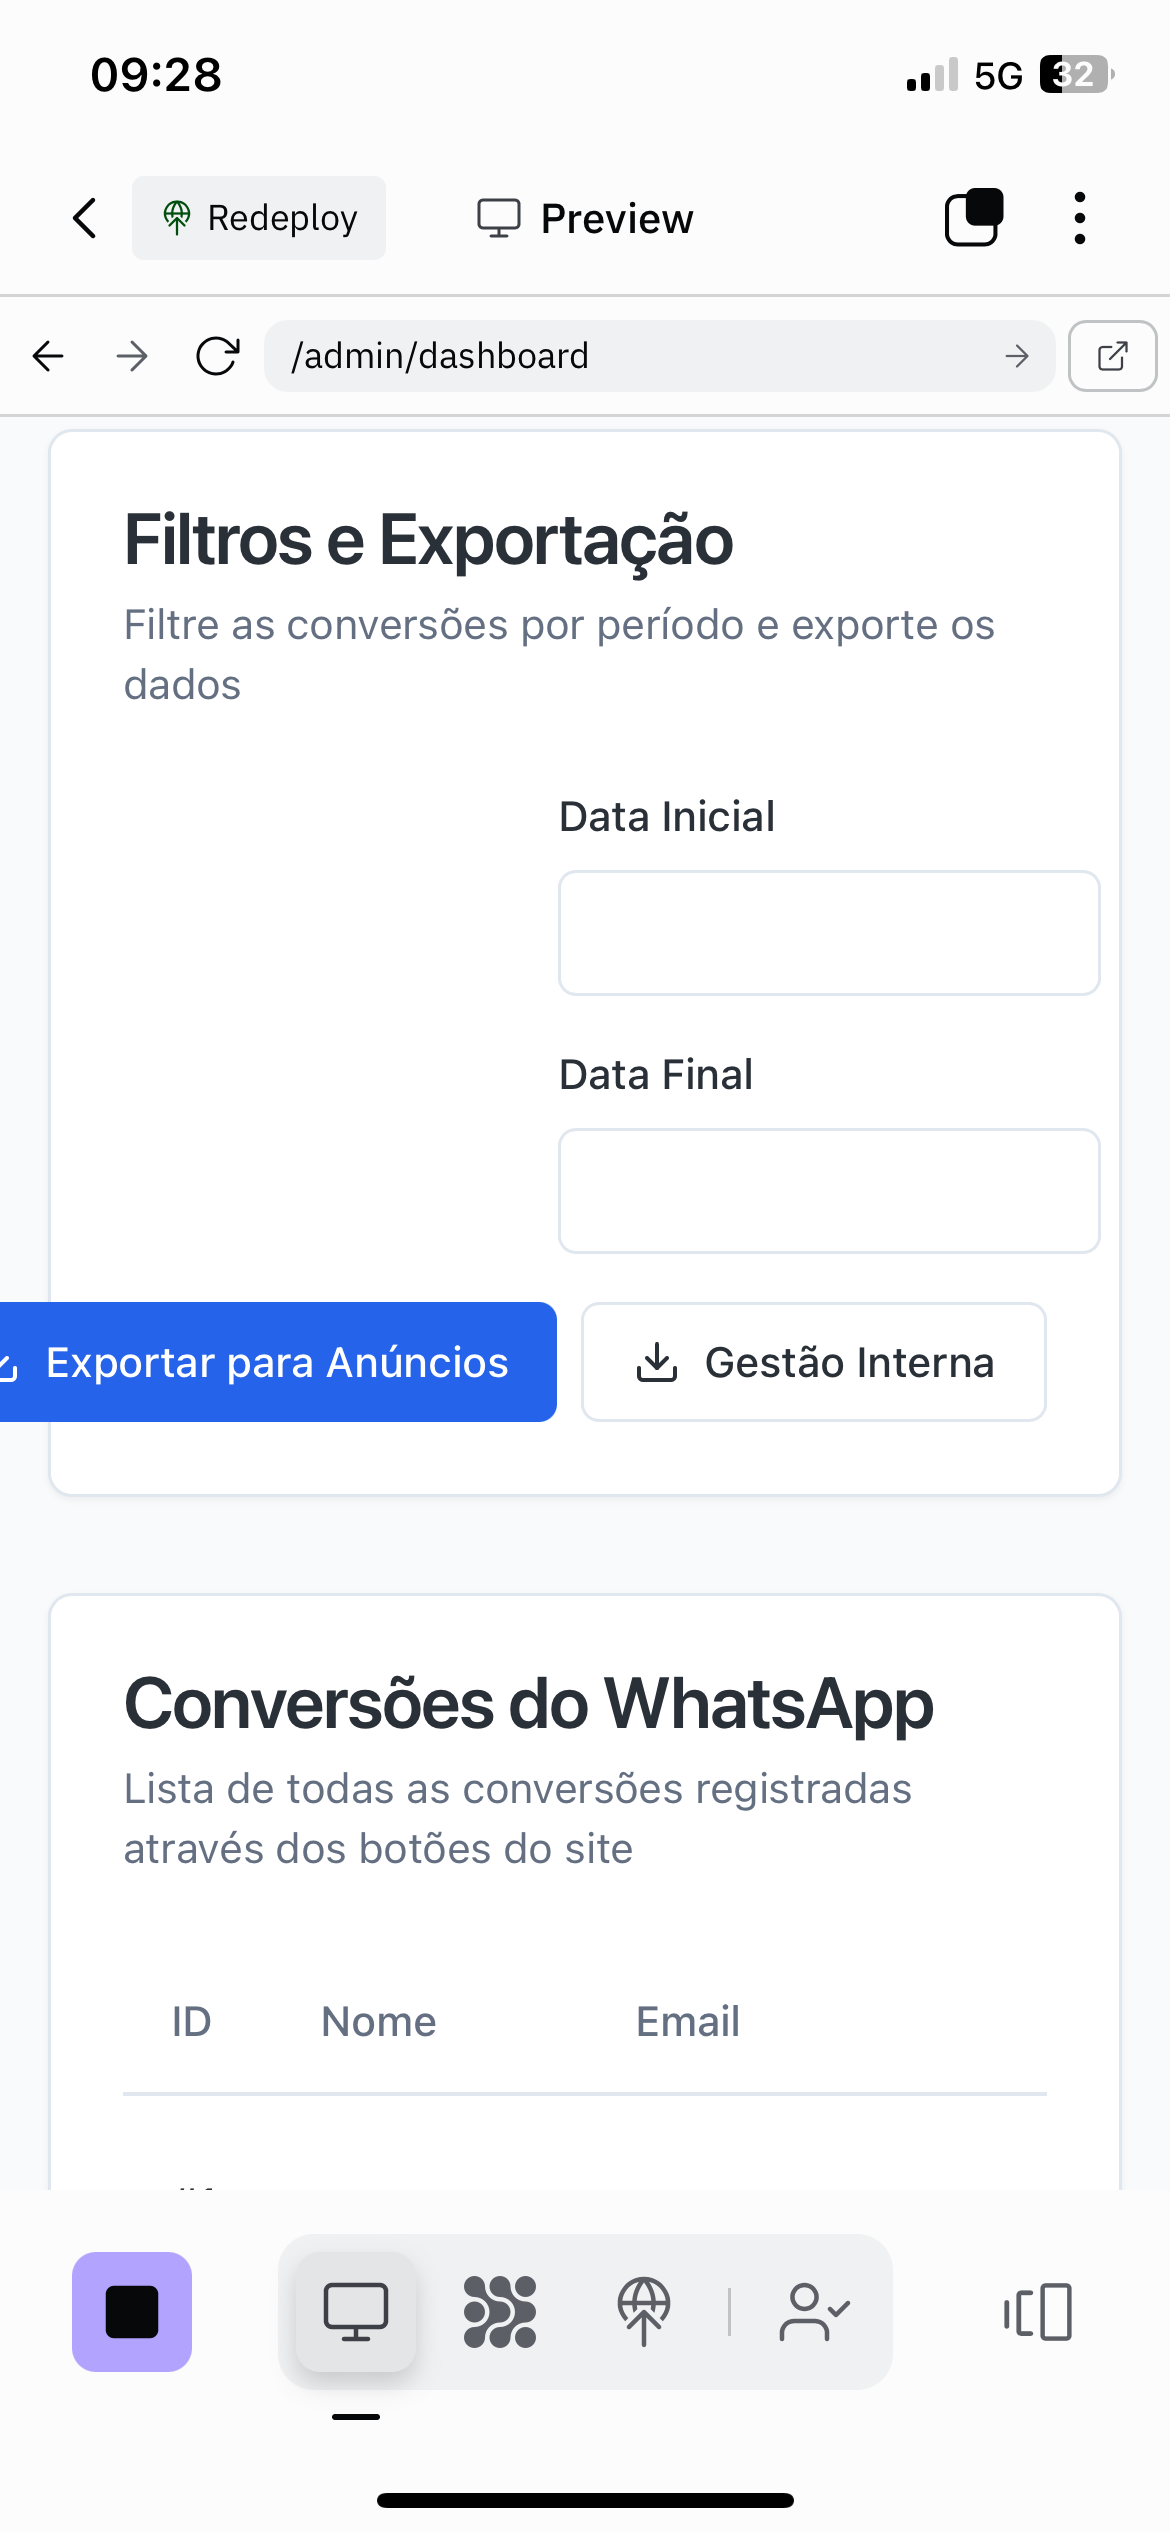 09:28
5G
32
Redeploy
Preview
/admin/dashboard
Filtros e Exportação
Filtre as conversões por período e exporte os
dados
Data Inicial
Data Final
Exportar para Anúncios
Gestão Interna
Conversões do WhatsApp
Lista de todas as conversões registradas
através dos botões do site
ID Nome Email